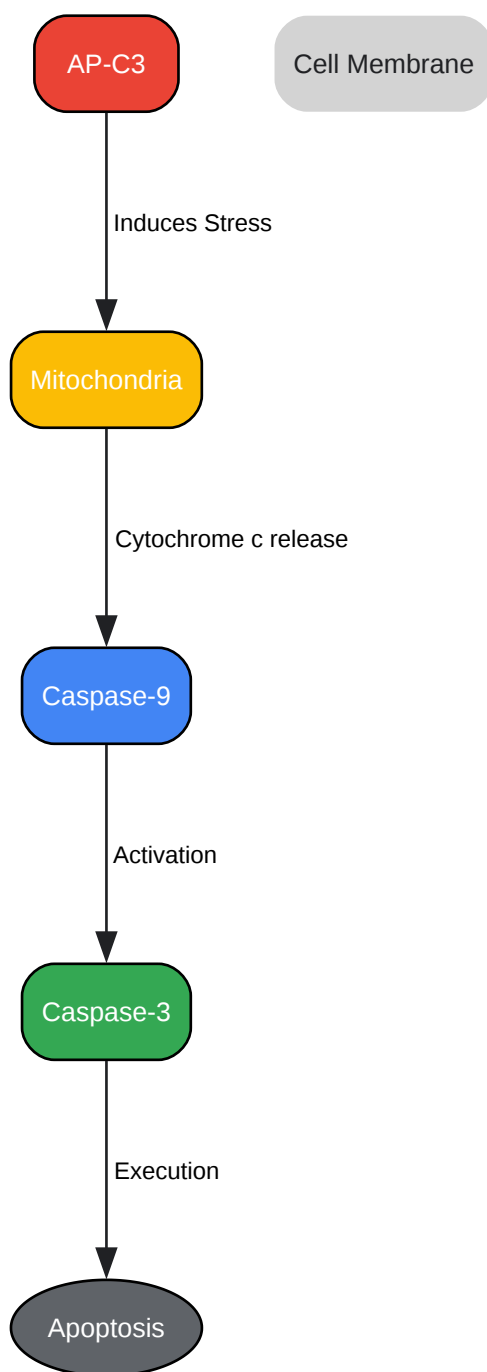 AP-C3
Cell Membrane
Induces Stress
Mitochondria
Cytochrome c release
Caspase-9
Activation
Caspase-3
Execution
Apoptosis